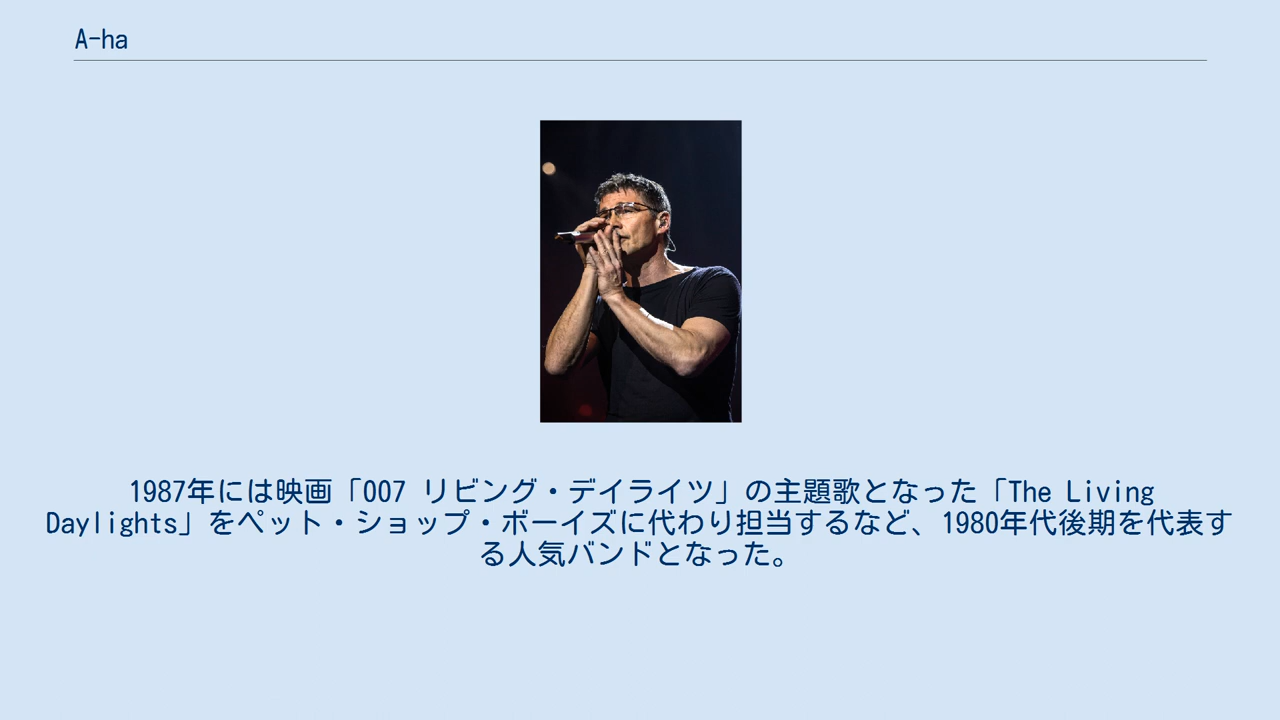 A-ha
1987年には映画「007 リビング・デイライツ」の主題歌となった「The Living
Daylights」をペット・ショップ・ボーイズに代わり担当するなど、1980年代後期を代表す
る人気バンドとなった。